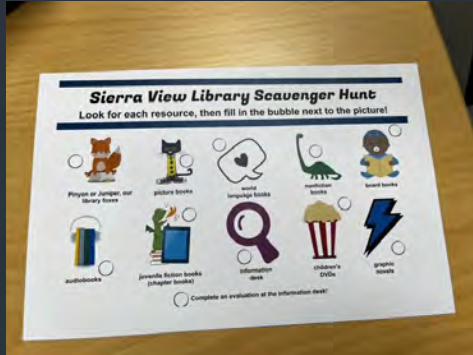 Sierra View Library Scavenger Hunt
Look for each resource, then fill in the bubble next to the picture!
Pinyon or Juniper, our
library foxes
picture books
world
language books
nonfiction
books
board books
audiobooks
juvenile fiction books
(chapter books)
information
desk
children's
DVDs
graphic
novels
Complete an evaluation at the information desk!